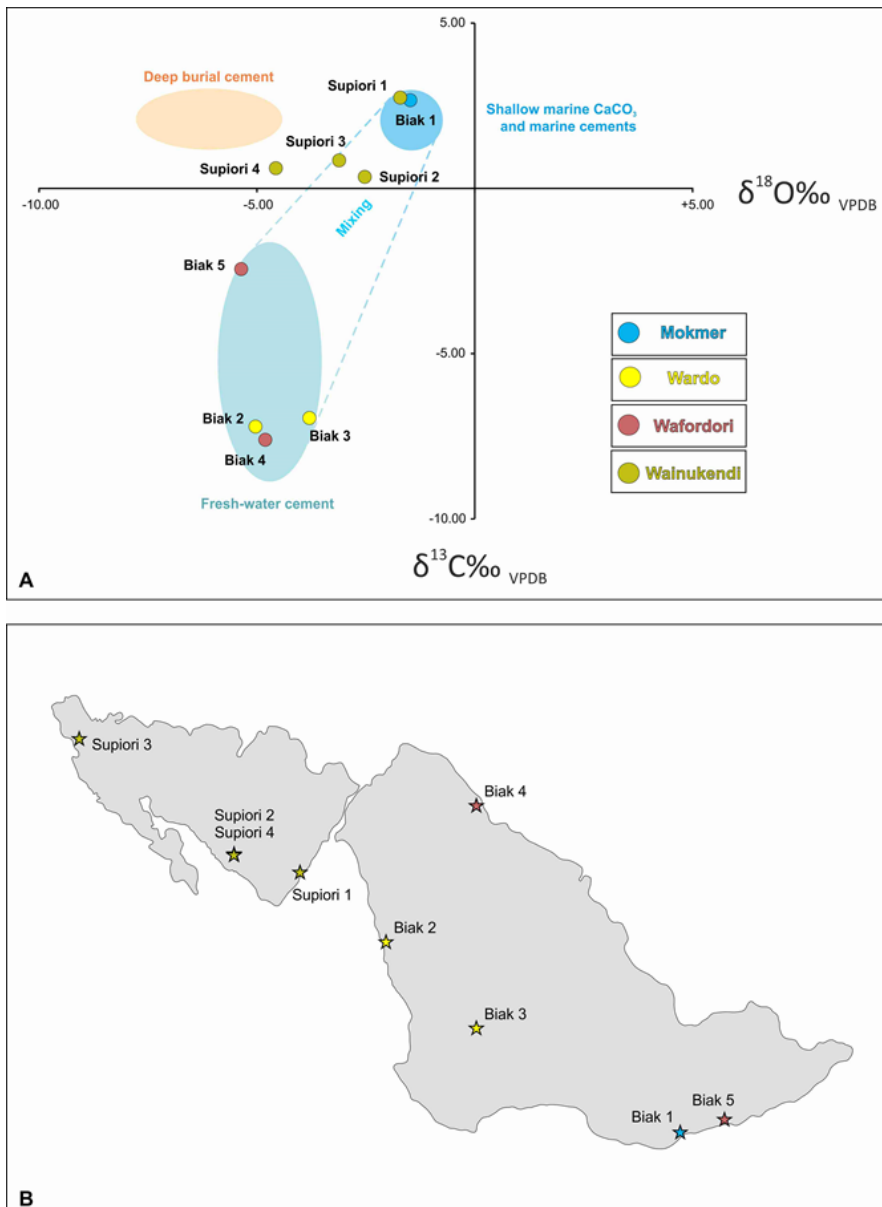 5.00
Deep burial cement
Supiori 1
Shallow marine CaCO₃
and marine cements
Biak 1
Supiori 3
Supiori 4
Supiori 2
-10.00
-5.00
+5.00
δ¹⁸O‰ VPDB
Mixing
Biak 5
Mokmer
-5.00
Wardo
Biak 2
Biak 3
Biak 4
Wafordori
Wainukendi
Fresh-water cement
-10.00
δ¹³C‰ VPDB
A
Supiori 3
Biak 4
Supiori 2
Supiori 4
Supiori 1
Biak 2
Biak 3
Biak 5
Biak 1
B